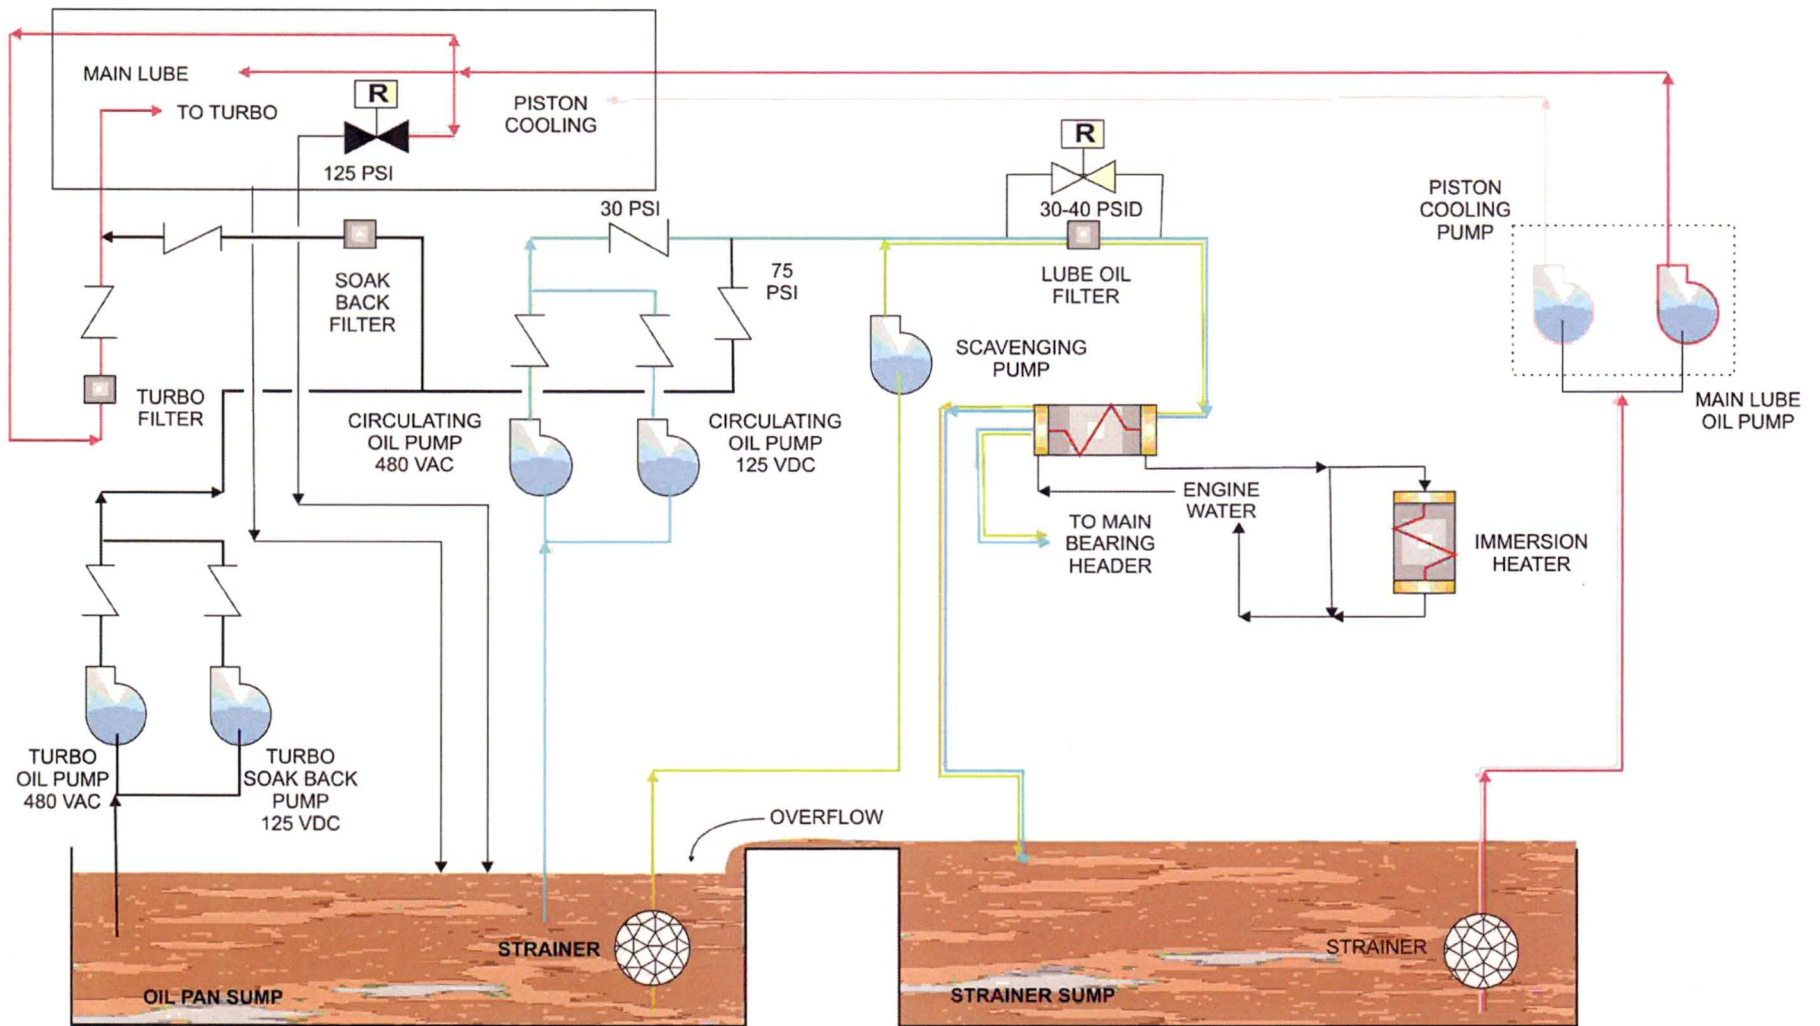 MAIN LUBE
TO TURBO
R
125 PSI
PISTON
COOLING
30 PSI
R
30-40 PSID
LUBE OIL
FILTER
PISTON
COOLING
PUMP
SOAK
BACK
FILTER
75
PSI
SCAVENGING
PUMP
TURBO
FILTER
CIRCULATING
OIL PUMP
480 VAC
CIRCULATING
OIL PUMP
125 VDC
MAIN LUBE
OIL PUMP
ENGINE
WATER
TO MAIN
BEARING
HEADER
IMMERSION
HEATER
TURBO
OIL PUMP
480 VAC
TURBO
SOAK BACK
PUMP
125 VDC
OVERFLOW
STRAINER
STRAINER
OIL PAN SUMP
STRAINER SUMP